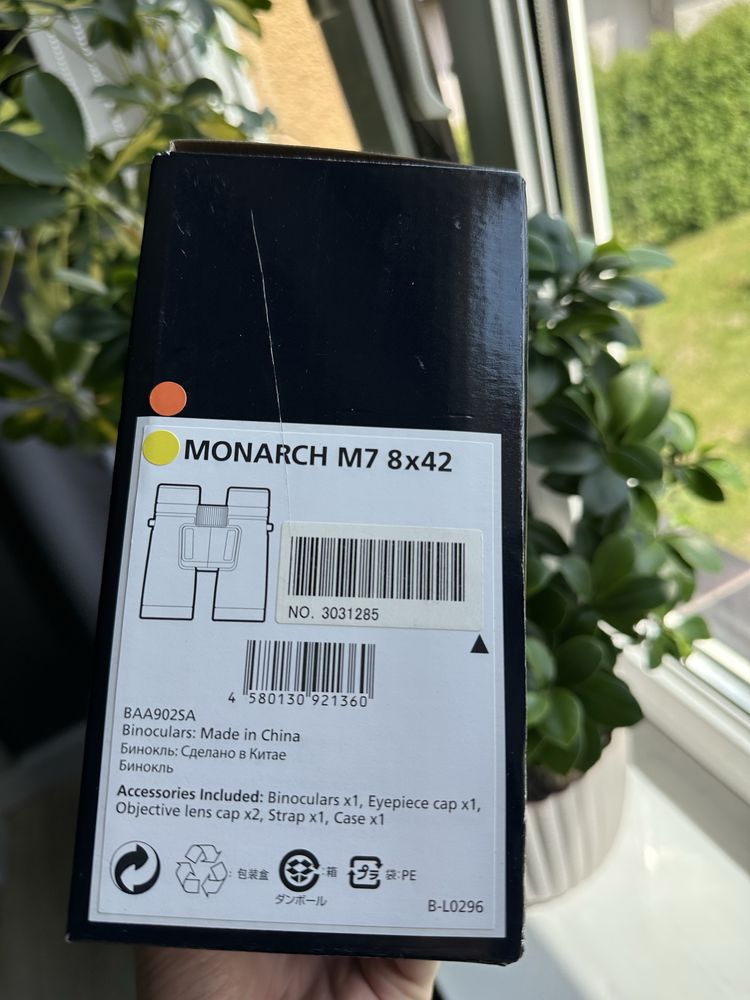 MONARCH M7 8x42
NO. 3031285
4 580130 921360
BAA902SA
Binoculars: Made in China
Бинокль: Сделано в Китае
Бинокль
Accessories Included: Binoculars x1, Eyepiece cap x1,
Objective lens cap x2, Strap x1, Case x1
:包装盒
:箱
ダンボール
プラ
袋:PE
B-L0296